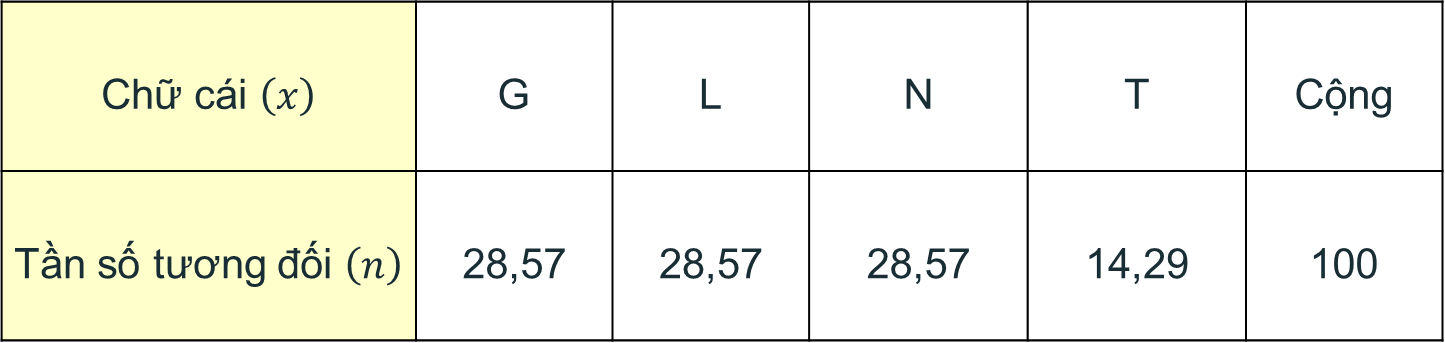 Chữ cái (x) G L N T Cộng
Tần số tương đối (n) 28,57 28,57 28,57 14,29 100